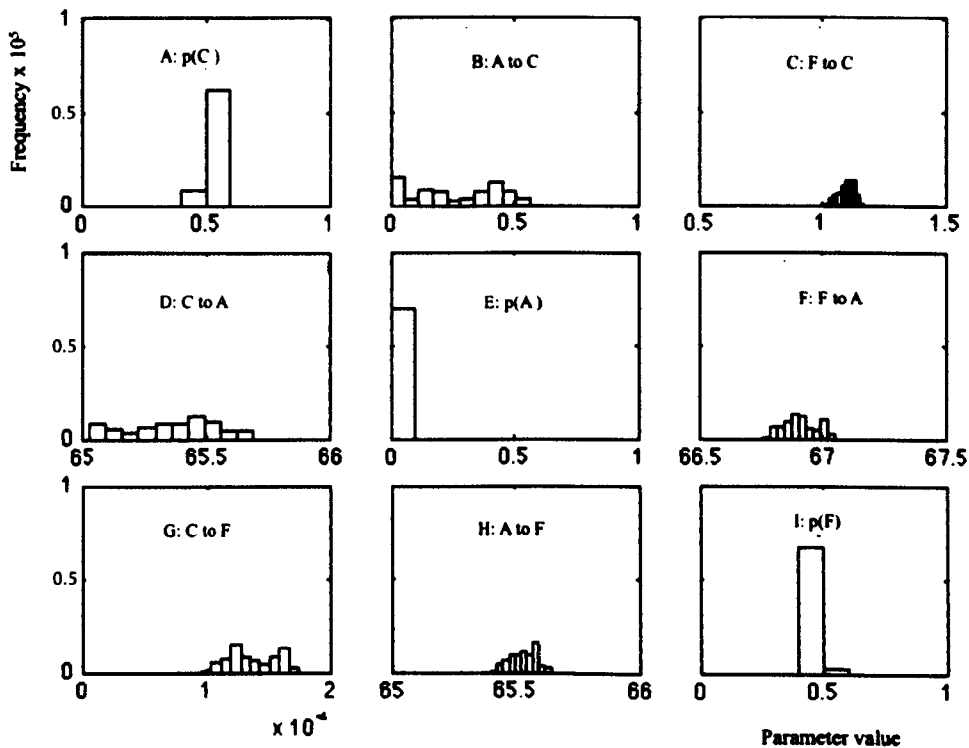 Frequency x 10⁵
1
0.5
0
A: p(C )
0 0.5 1
B: A to C
0 0.5 1
C: F to C
0.5 1 1.5
1
0.5
0
D: C to A
65 65.5 66
E: p(A)
0 0.5 1
F: F to A
66.5 67 67.5
1
0.5
0
G: C to F
0 1 2
x 10⁻⁴
H: A to F
65 65.5 66
I: p(F)
0 0.5 1
Parameter value